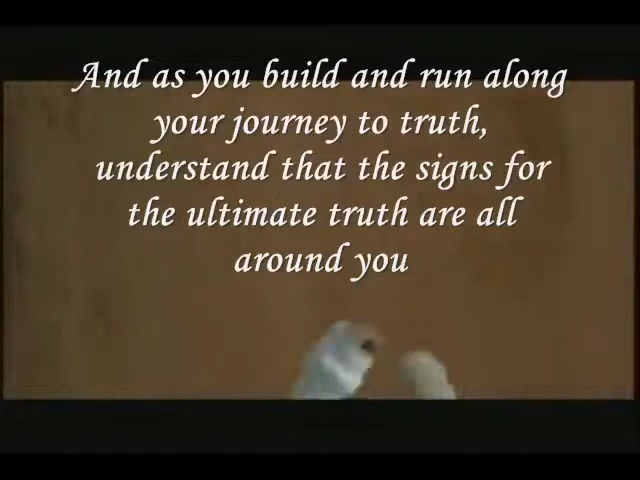 And as you build and run along
your journey to truth,
understand that the signs for
the ultimate truth are all
around you